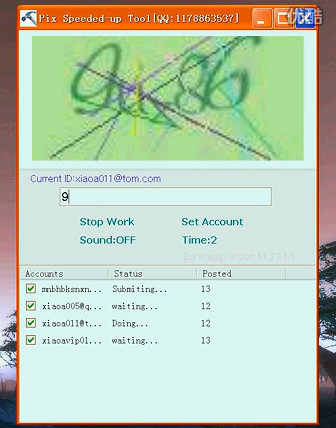 Pix Speeded-up Tool[QQ:1178863537]
Current ID:xiaoa011@tom.com
9
Stop Work Set Account
Sound:OFF Time:2
Accounts Status Posted
mnbhbksnxn... Submiting... 13
xiaoa005@q... waiting... 12
xiaoa011@t... Doing... 12
xiaoavip01... waiting... 13